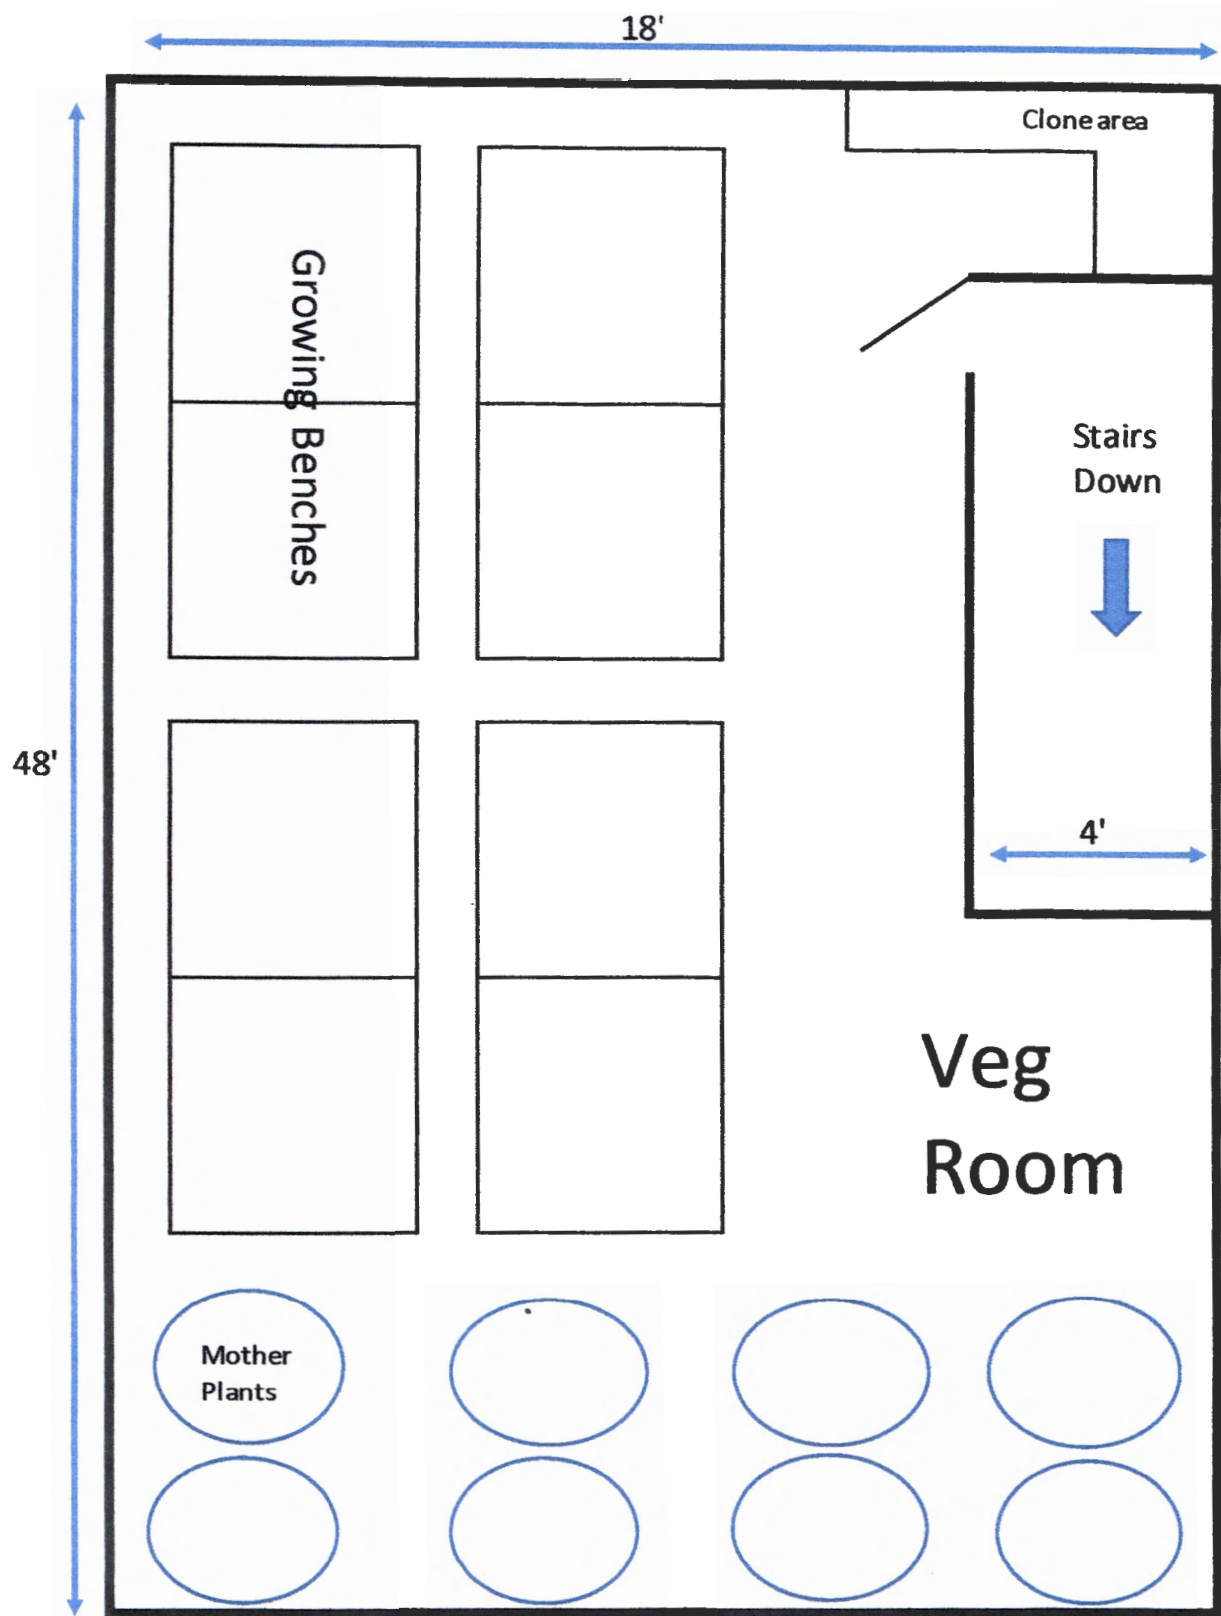 18'
Clone area
Growing Benches
Stairs
Down
48'
4'
Veg
Room
Mother
Plants